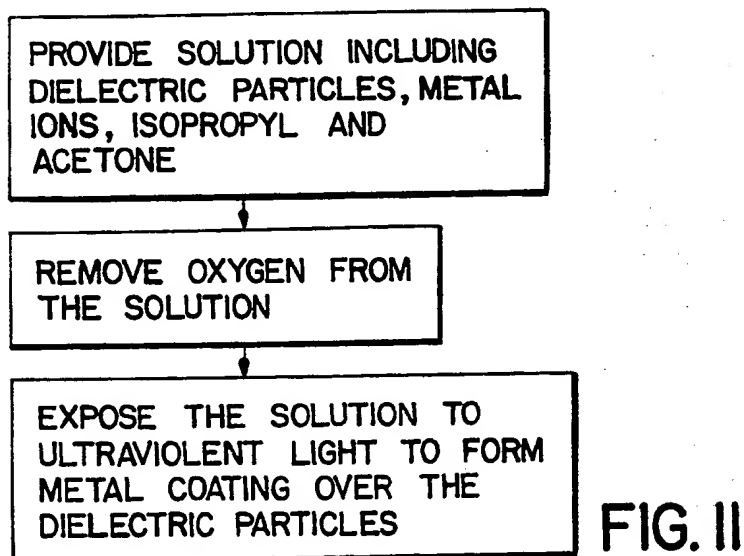 PROVIDE SOLUTION INCLUDING
DIELECTRIC PARTICLES, METAL
IONS, ISOPROPYL AND
ACETONE
REMOVE OXYGEN FROM
THE SOLUTION
EXPOSE THE SOLUTION TO
ULTRAVIOLENT LIGHT TO FORM
METAL COATING OVER THE
DIELECTRIC PARTICLES
FIG. 11